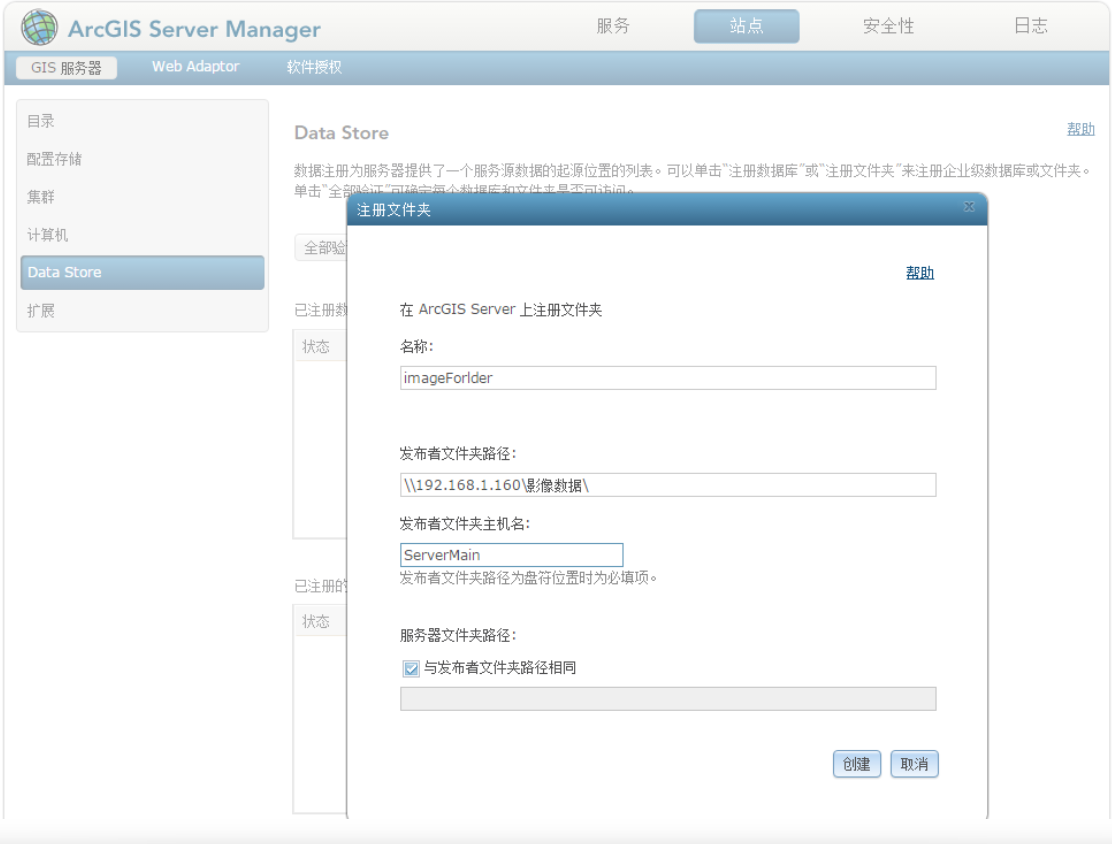 ArcGIS Server Manager
服务
站点
安全性
日志
GIS 服务器
Web Adaptor
软件授权
目录
配置存储
集群
计算机
Data Store
扩展
Data Store
帮助
数据注册为服务器提供了一个服务源数据的起源位置的列表。可以单击"注册数据库"或"注册文件夹"来注册企业级数据库或文件夹。
单击"全部验证"可确定每个数据库和文件夹是否可访问。
全部验
已注册数
状态
已注册的
状态
注册文件夹
帮助
在 ArcGIS Server 上注册文件夹
名称:
imageForlder
发布者文件夹路径:
\\192.168.1.160\影像数据\
发布者文件夹主机名:
ServerMain
发布者文件夹路径为盘符位置时为必填项。
服务器文件夹路径:
与发布者文件夹路径相同
创建
取消